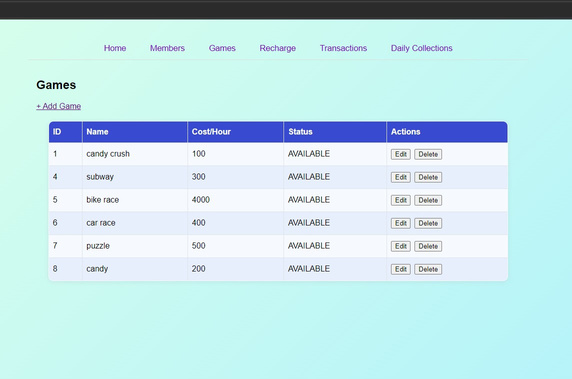 Home Members Games Recharge Transactions Daily Collections
Games
+ Add Game
ID Name Cost/Hour Status Actions
1 candy crush 100 AVAILABLE Edit Delete
4 subway 300 AVAILABLE Edit Delete
5 bike race 4000 AVAILABLE Edit Delete
6 car race 400 AVAILABLE Edit Delete
7 puzzle 500 AVAILABLE Edit Delete
8 candy 200 AVAILABLE Edit Delete